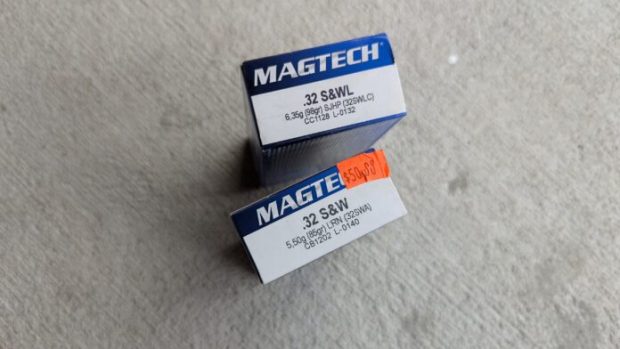 MAGTECH
.32 S&WL
6,35g (98gr) SJHP (32SWLC)
CC1128 L-0132
MAGTEC
$50.00
.32 S&W
5,50g (85gr) LRN (32SWA)
CB1202 L-0140